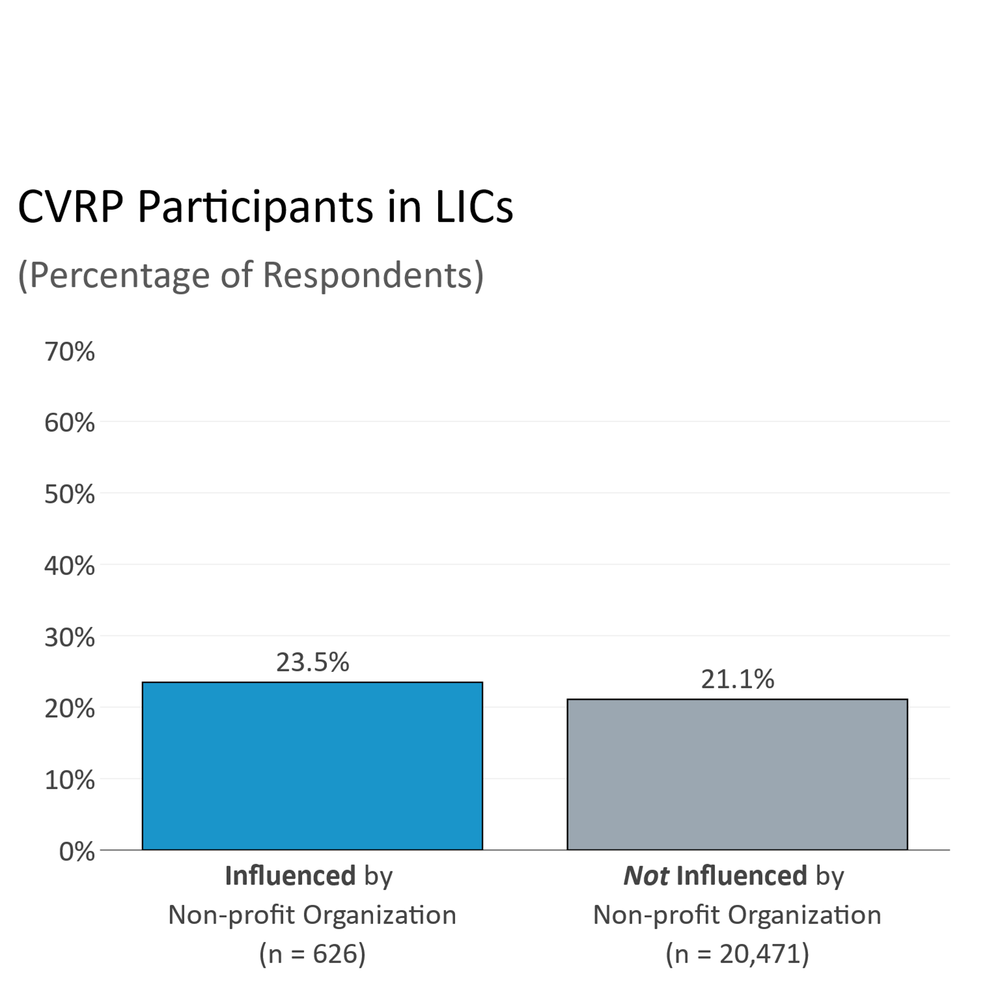 CVRP Participants in LICs
(Percentage of Respondents)
70%
60%
50%
40%
30%
20%
10%
0%
23.5%
21.1%
Influenced by
Non-profit Organization
(n = 626)
Not Influenced by
Non-profit Organization
(n = 20,471)